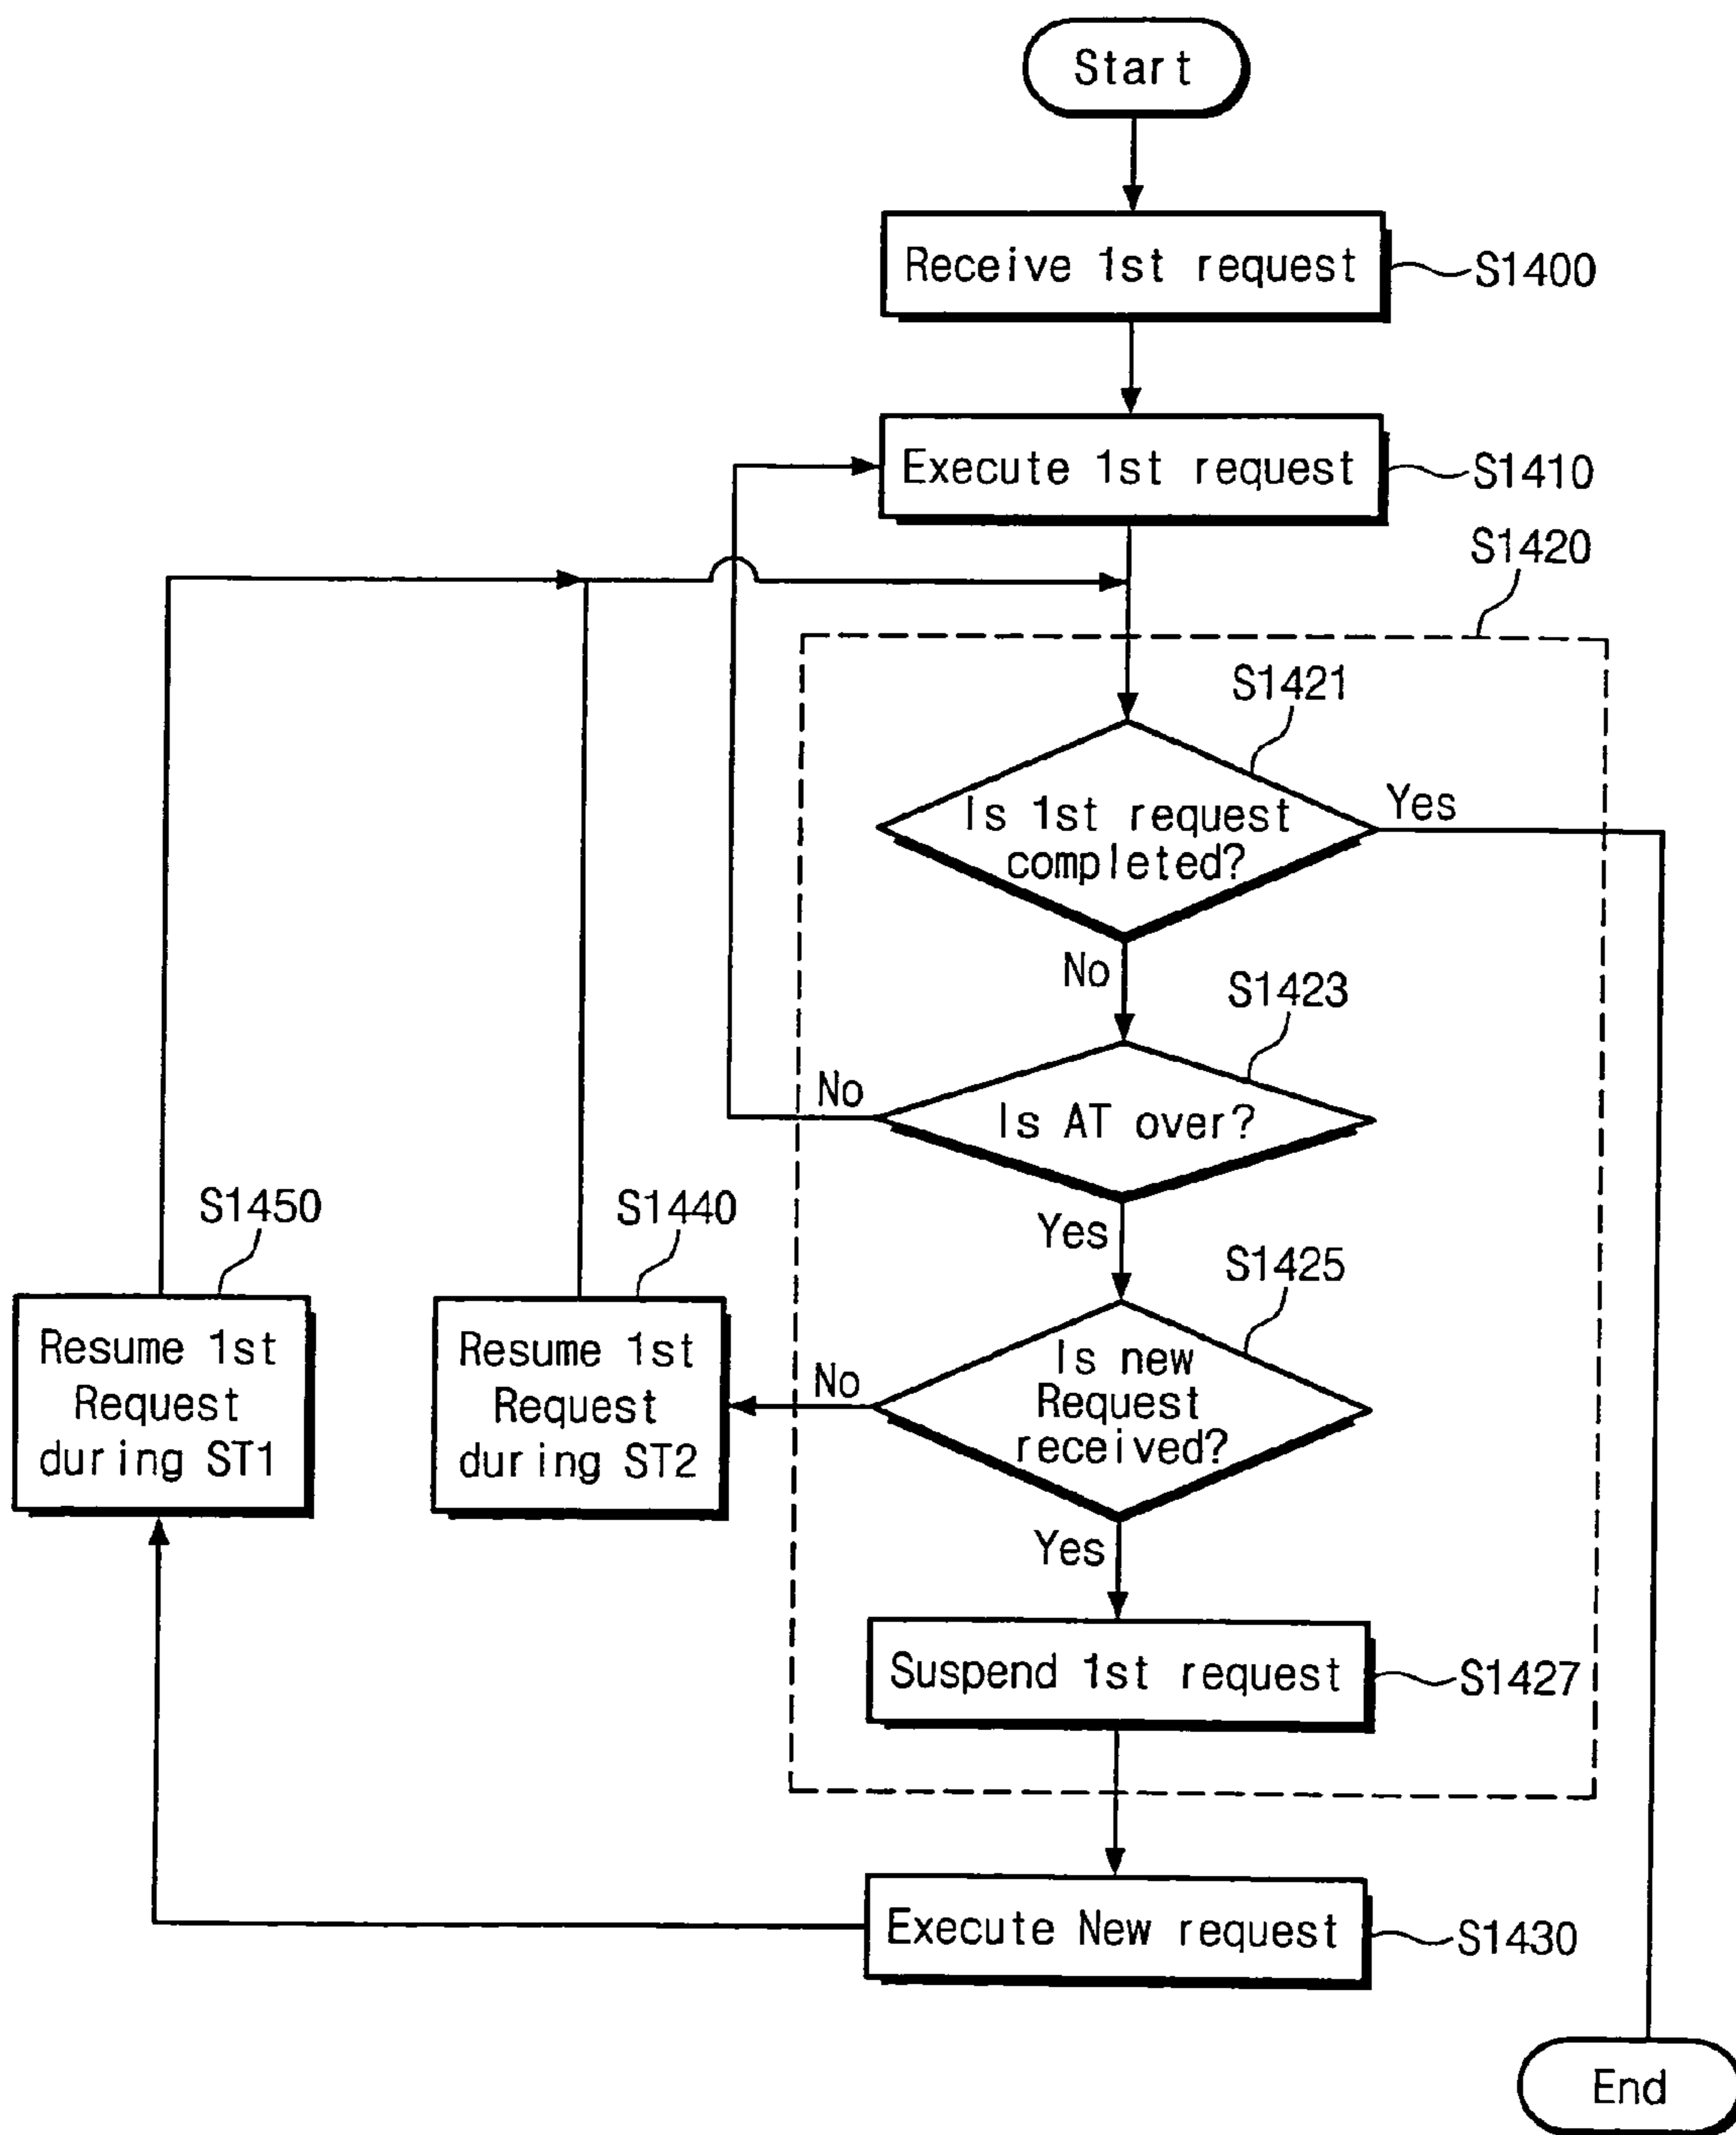 Start
Receive 1st request
S1400
Execute 1st request
S1410
S1420
S1421
Is 1st request
completed?
Yes
No
S1423
Is AT over?
No
Yes
S1450
S1440
S1425
Resume 1st
Request
during ST1
Resume 1st
Request
during ST2
No
Is new
Request
received?
Yes
Suspend 1st request
S1427
Execute New request
S1430
End